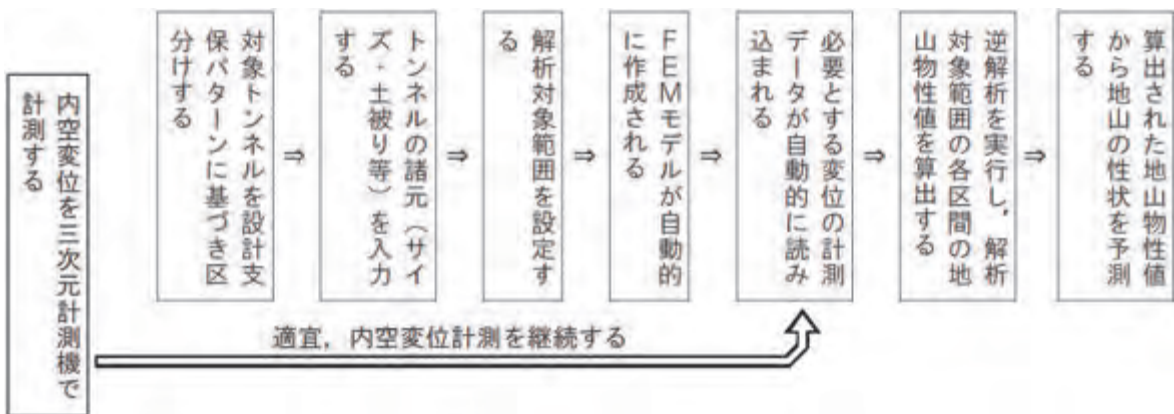 内空変位を三次元計測機で
計測する
対象トンネルを設計支
保パターンに基づき区
分けする
⇒
トンネルの諸元（サイ
ズ・土被り等）を入力
する
⇒
解析対象範囲を設定す
る
⇒
ＦＥＭモデルが自動的
に作成される
⇒
必要とする変位の計測
データが自動的に読み
込まれる
⇒
逆解析を実行し，解析
対象範囲の各区間の地
山物性値を算出する
⇒
算出された地山物性値
から地山の性状を予測
する
適宜，内空変位計測を継続する